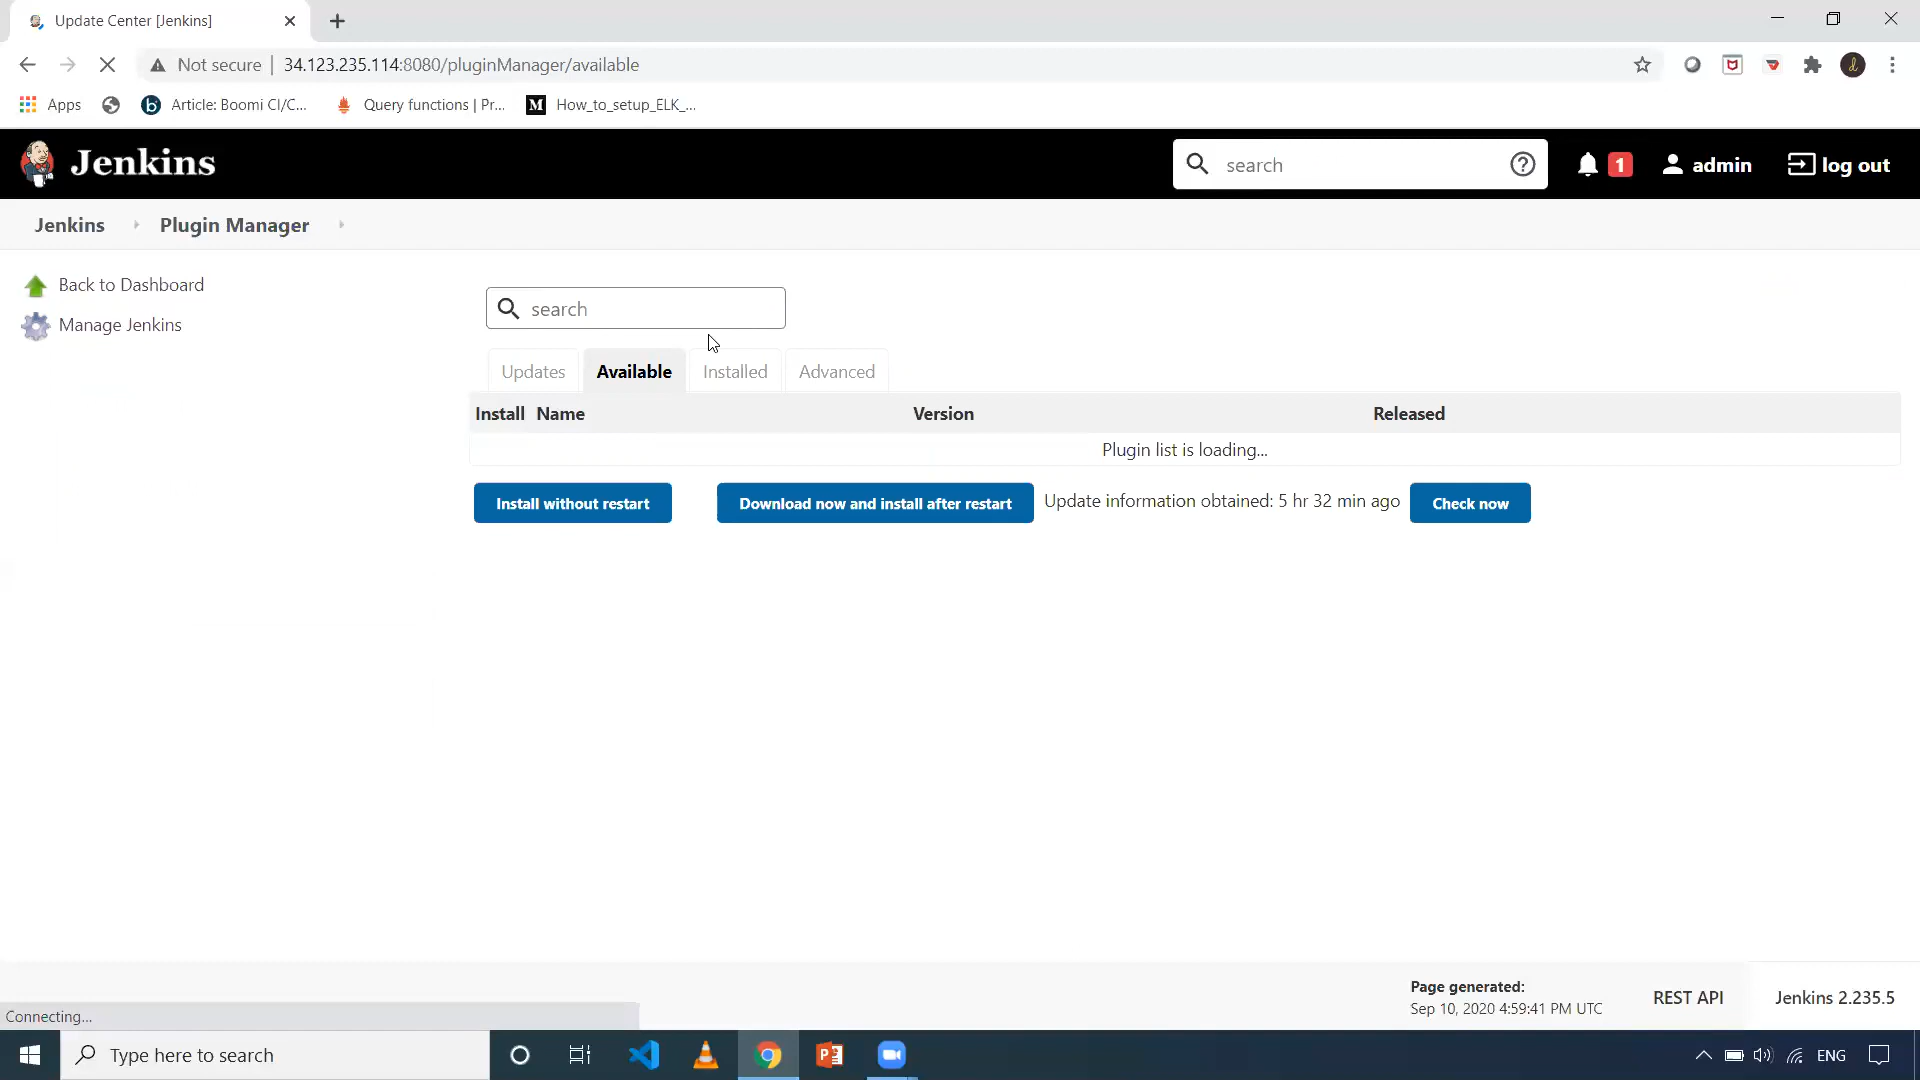 Update Center [Jenkins]
Not secure | 34.123.235.114:8080/pluginManager/available
Apps
Article: Boomi CI/C...
Query functions | Pr...
M How_to_setup_ELK_...
Jenkins
search
1
admin
log out
Jenkins
Plugin Manager
Back to Dashboard
Manage Jenkins
search
Updates
Available
Installed
Advanced
Install Name Version Released
Plugin list is loading...
Install without restart
Download now and install after restart
Update information obtained: 5 hr 32 min ago
Check now
Page generated:
Sep 10, 2020 4:59:41 PM UTC
REST API
Jenkins 2.235.5
Connecting...
Type here to search
ENG